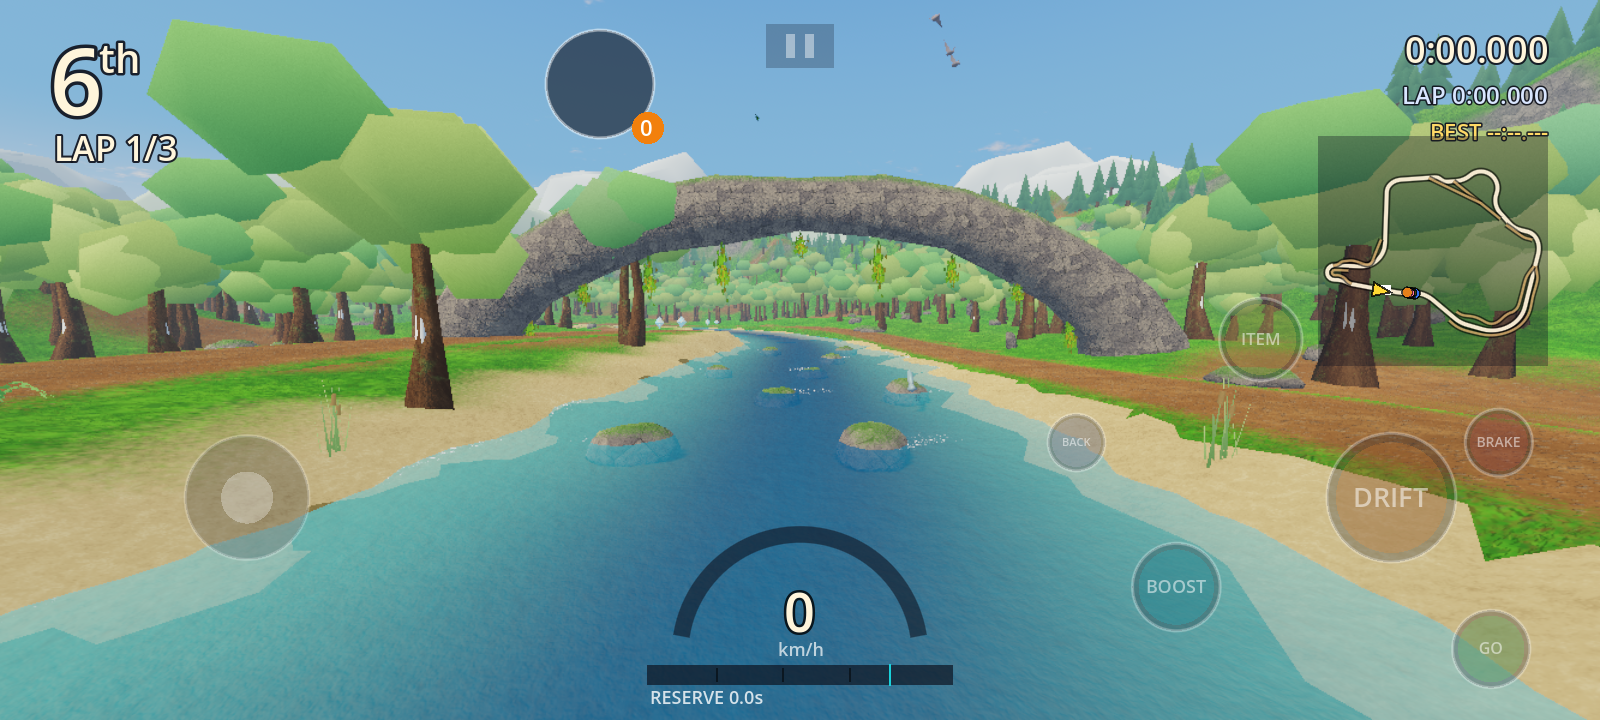 6th
LAP 1/3
0
0:00.000
LAP 0:00.000
BEST --:--.---
ITEM
BACK
BRAKE
DRIFT
BOOST
GO
0
km/h
RESERVE 0.0s